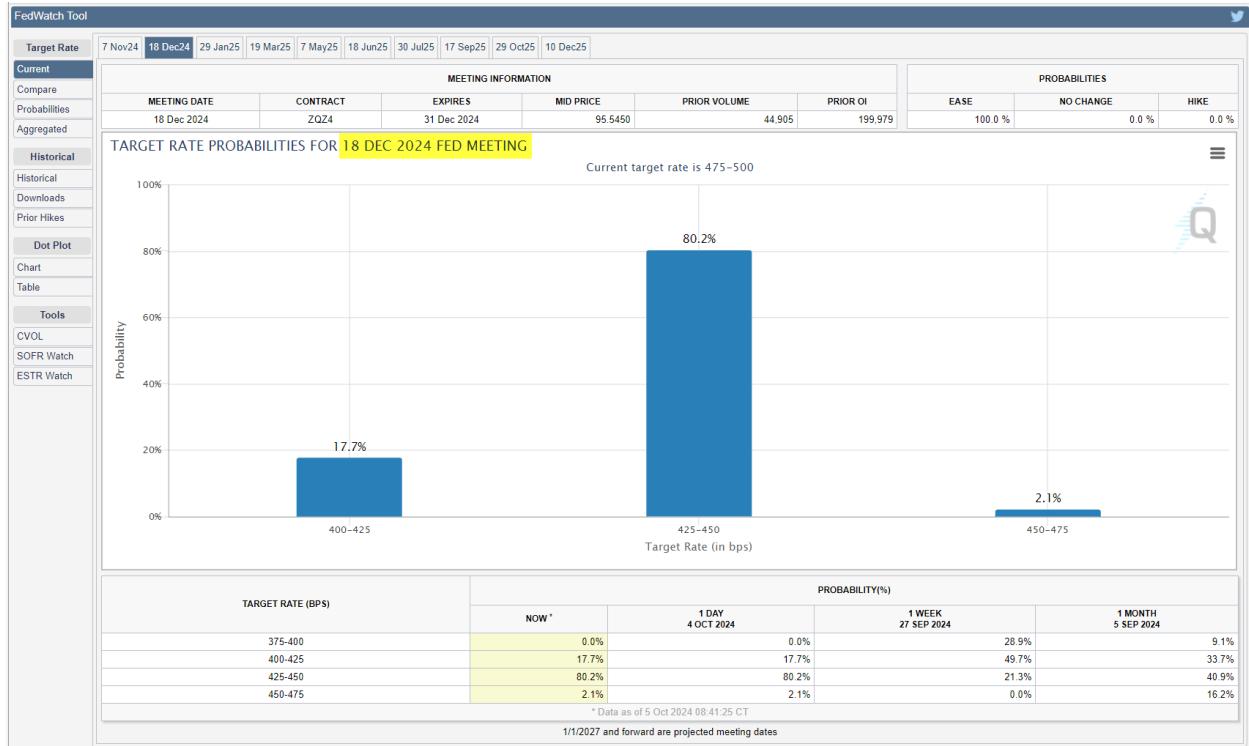 FedWatch Tool
Target Rate
Current
Compare
Probabilities
Aggregated
Historical
Historical
Downloads
Prior Hikes
Dot Plot
Chart
Table
Tools
CVOL
SOFR Watch
ESTR Watch
7 Nov24 18 Dec24 29 Jan25 19 Mar25 7 May25 18 Jun25 30 Jul25 17 Sep25 29 Oct25 10 Dec25
MEETING INFORMATION
MEETING DATE CONTRACT EXPIRES MID PRICE PRIOR VOLUME PRIOR OI
18 Dec 2024 ZQZ4 31 Dec 2024 95.5450 44,905 199,979
PROBABILITIES
EASE NO CHANGE HIKE
100.0 % 0.0 % 0.0 %
TARGET RATE PROBABILITIES FOR 18 DEC 2024 FED MEETING
Current target rate is 475-500
Q
Probability
100%
80%
60%
40%
20%
0%
17.7%
80.2%
2.1%
400-425 425-450 450-475
Target Rate (in bps)
TARGET RATE (BPS) PROBABILITY(%)
NOW * 1 DAY 1 WEEK 1 MONTH
4 OCT 2024 27 SEP 2024 5 SEP 2024
375-400 0.0% 0.0% 28.9% 9.1%
400-425 17.7% 17.7% 49.7% 33.7%
425-450 80.2% 80.2% 21.3% 40.9%
450-475 2.1% 2.1% 0.0% 16.2%
* Data as of 5 Oct 2024 08:41:25 CT
1/1/2027 and forward are projected meeting dates